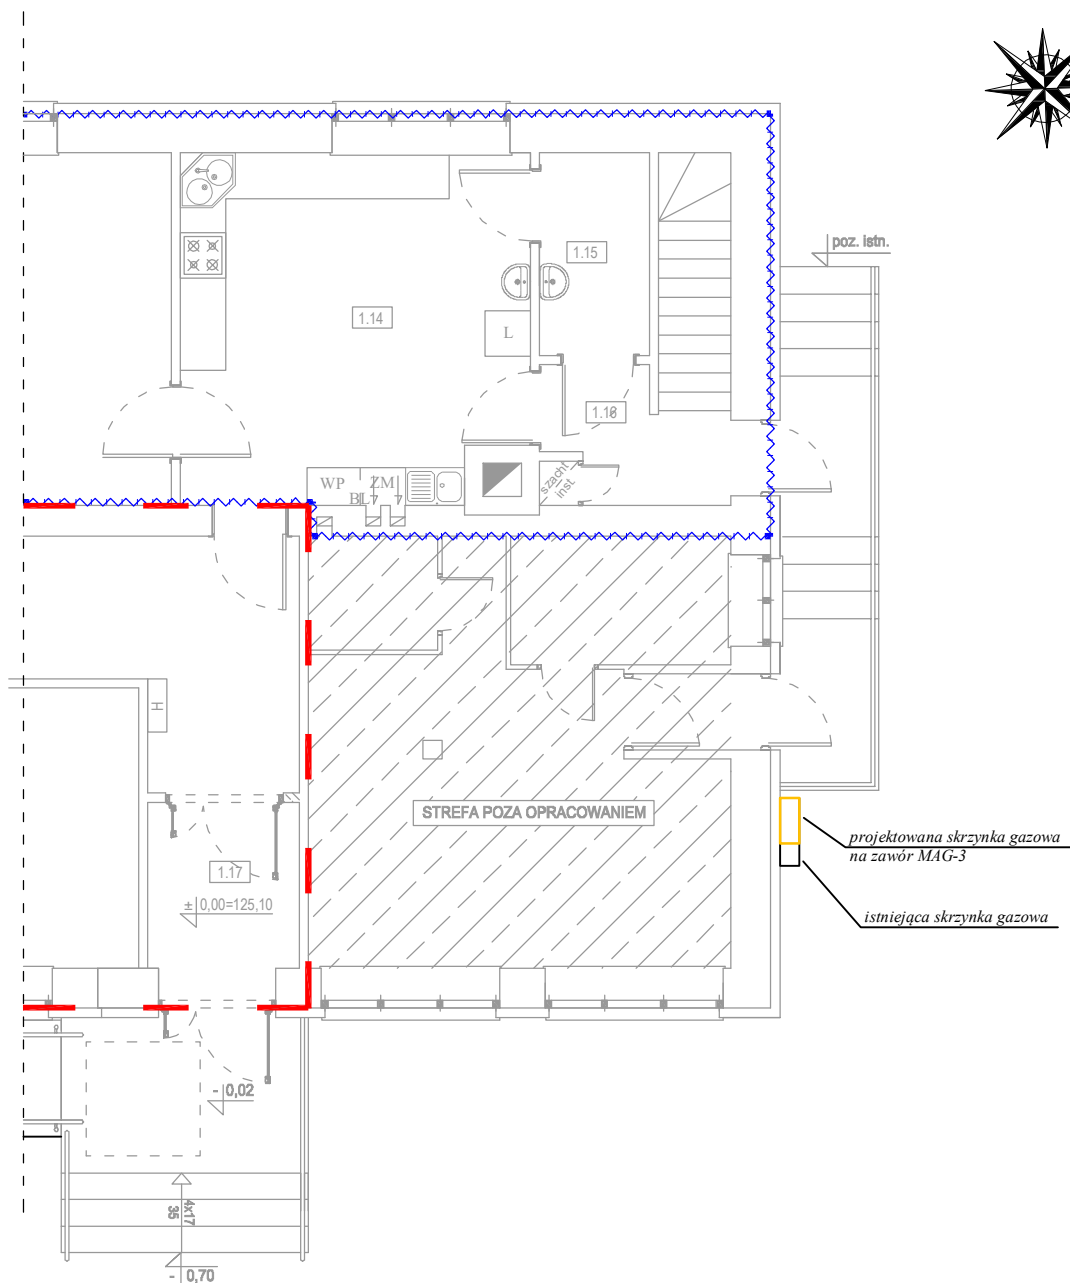 poz. istn.
1.15
1.14
L
1.18
WP
ZM
BL
szacht
inst
H
STREFA POZA OPRACOWANIEM
projektowana skrzynka gazowa
na zawór MAG-3
1.17
± 0,00=125,10
istniejąca skrzynka gazowa
- 0,02
4x17
35
- 0,70